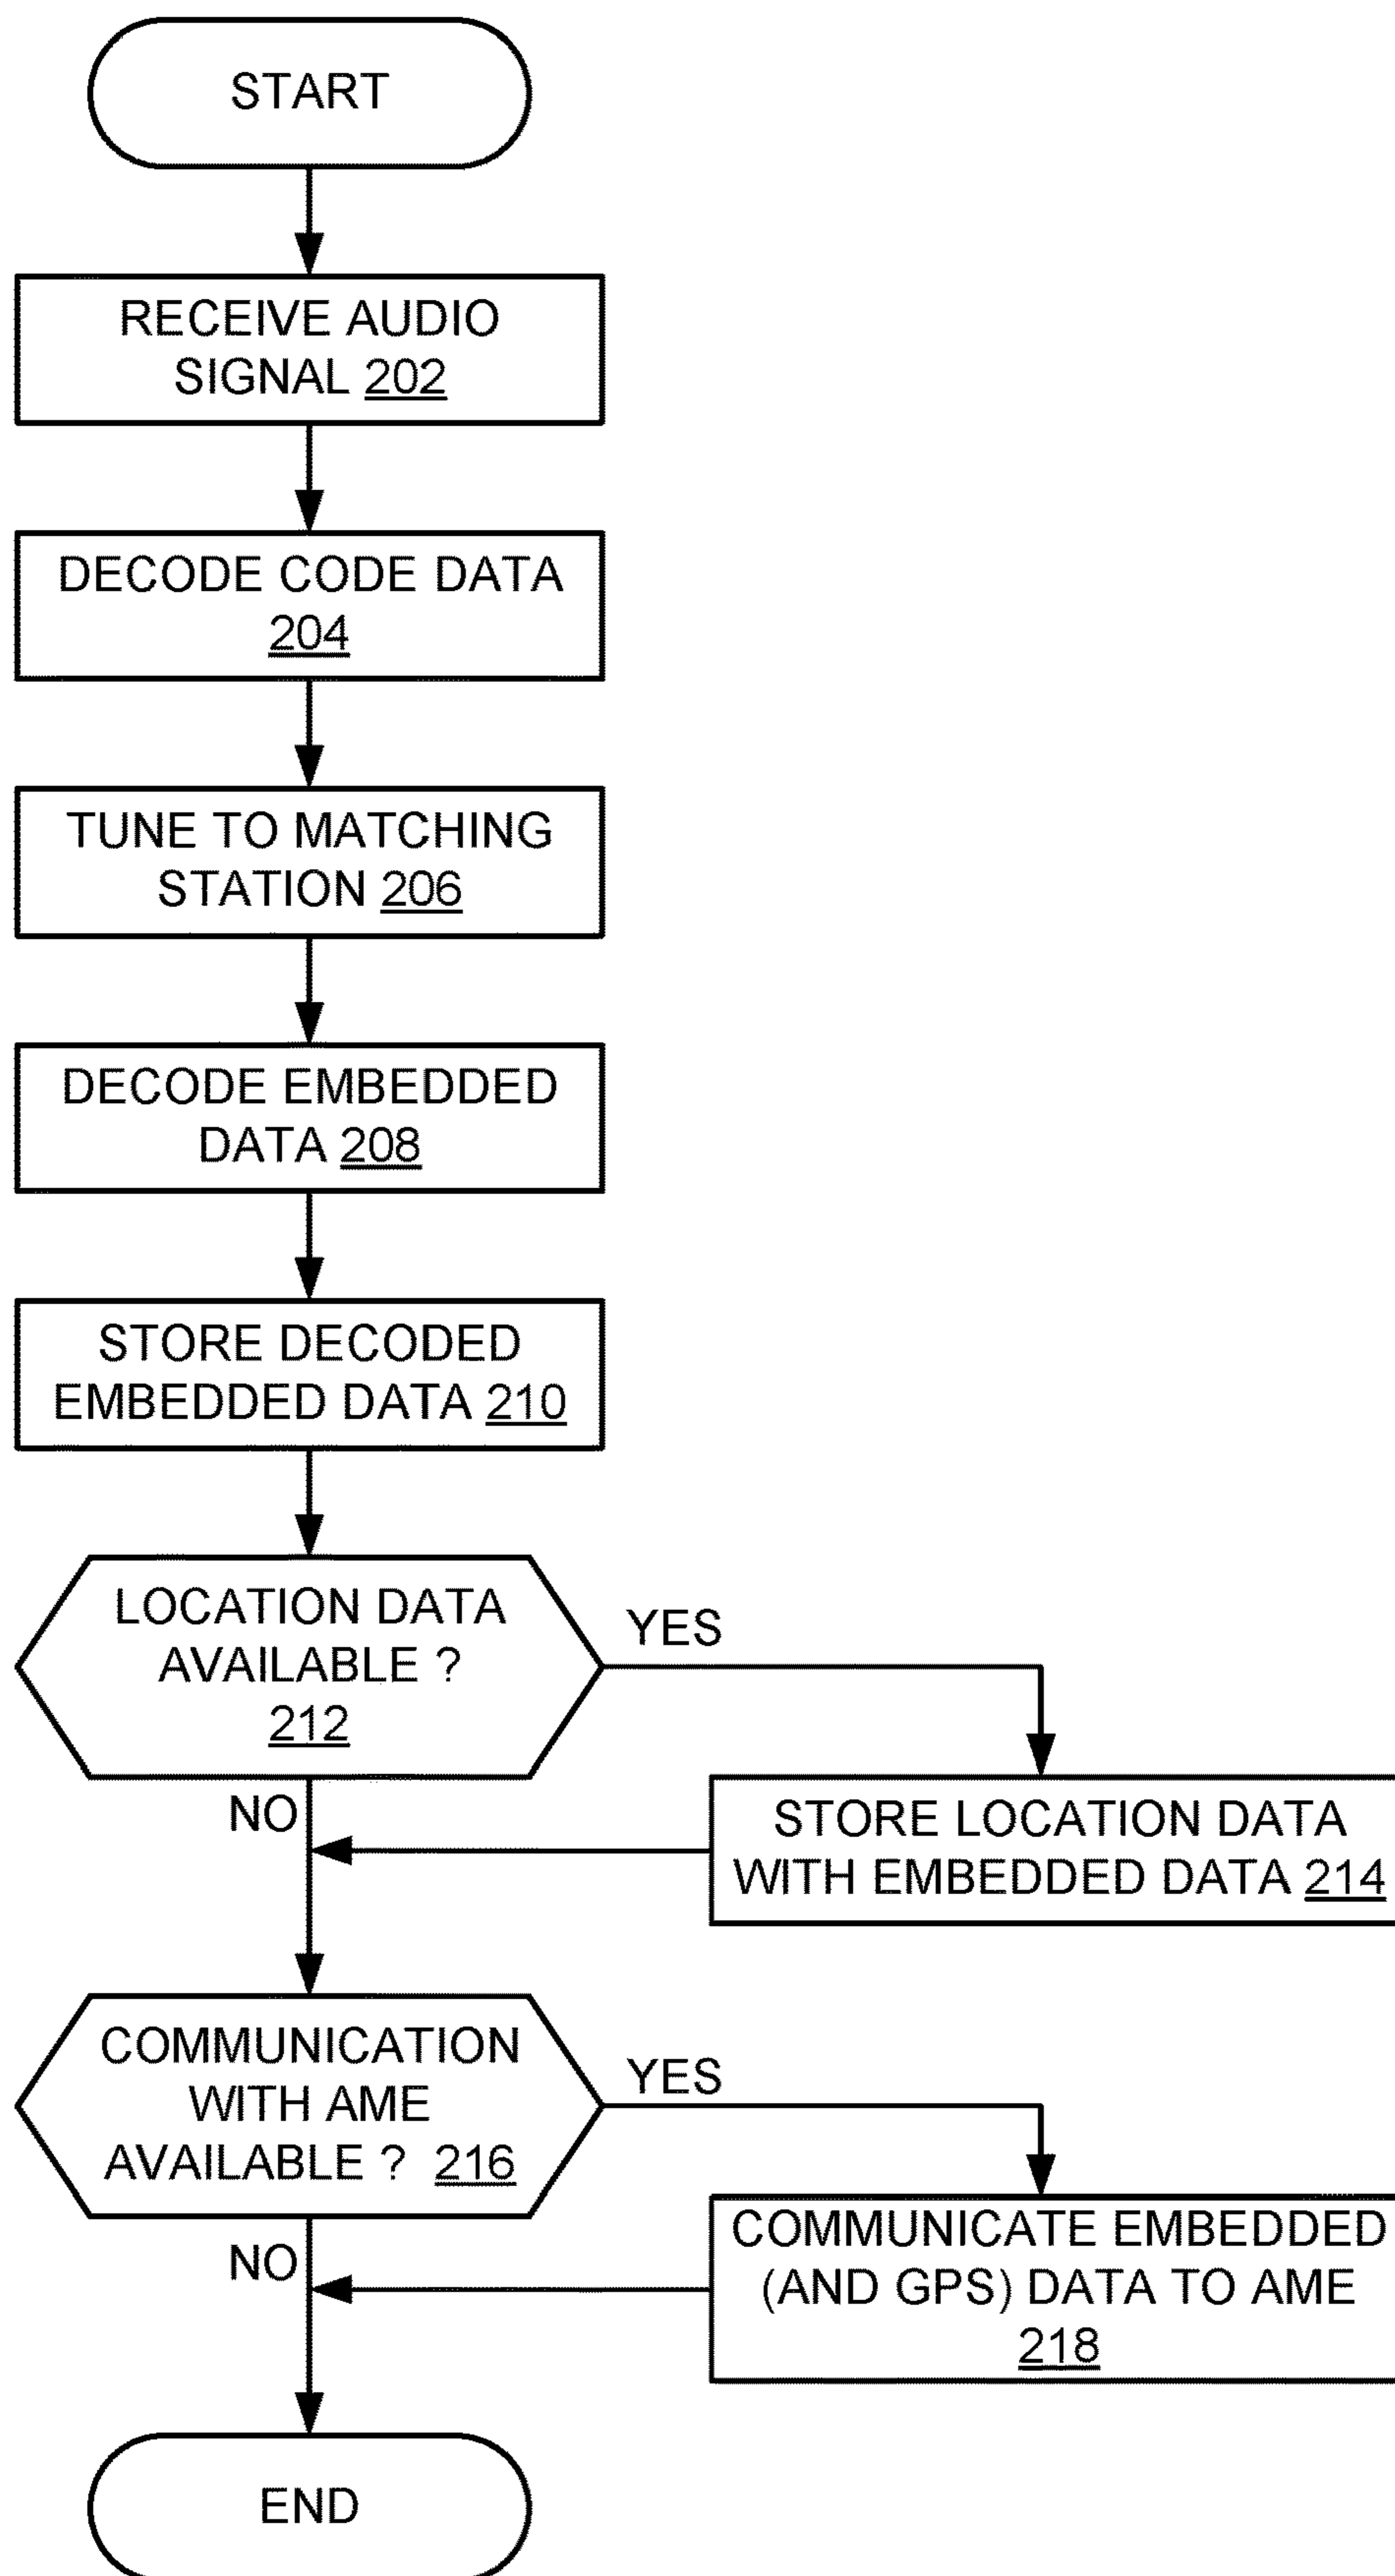 START
RECEIVE AUDIO
SIGNAL 202
DECODE CODE DATA
204
TUNE TO MATCHING
STATION 206
DECODE EMBEDDED
DATA 208
STORE DECODED
EMBEDDED DATA 210
LOCATION DATA
AVAILABLE ?
212
YES
NO
STORE LOCATION DATA
WITH EMBEDDED DATA 214
COMMUNICATION
WITH AME
AVAILABLE ? 216
YES
NO
COMMUNICATE EMBEDDED
(AND GPS) DATA TO AME
218
END